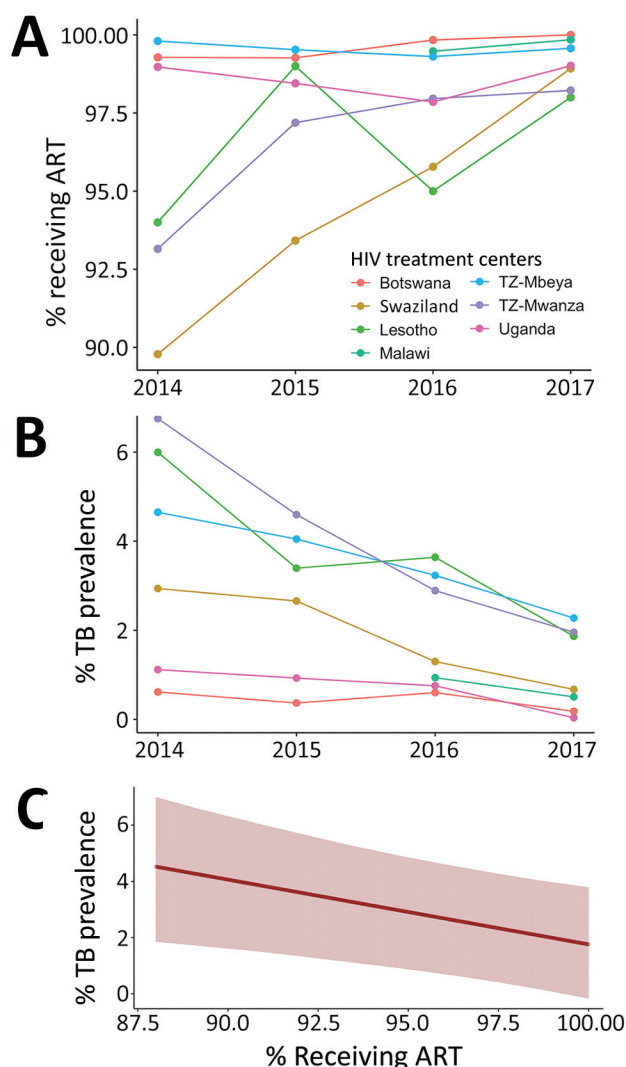 A
% receiving ART
100.00
97.5
95.0
92.5
90.0
HIV treatment centers
Botswana
Swaziland
Lesotho
Malawi
TZ-Mbeya
TZ-Mwanza
Uganda
2014 2015 2016 2017
B
% TB prevalence
6
4
2
0
2014 2015 2016 2017
C
% TB prevalence
6
4
2
0
87.5 90.0 92.5 95.0 97.5 100.00
% Receiving ART